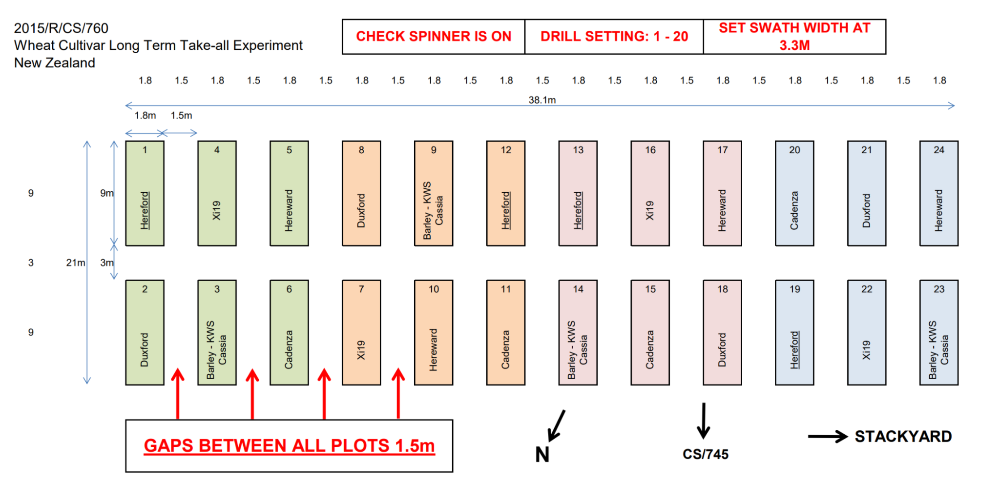 2015/R/CS/760
Wheat Cultivar Long Term Take-all Experiment
New Zealand
CHECK SPINNER IS ON
DRILL SETTING: 1 - 20
SET SWATH WIDTH AT
3.3M
1.8 1.5 1.8 1.5 1.8 1.5 1.8 1.5 1.8 1.5 1.8 1.5 1.8 1.5 1.8 1.5 1.8 1.5 1.8 1.5 1.8 1.5 1.8
38.1m
1.8m 1.5m
1 4 5 8 9 12 13 16 17 20 21 24
9 9m
Hereford
Xi19
Hereward
Duxford
Barley - KWS
Cassia
Hereford
Hereford
Xi19
Hereward
Cadenza
Duxford
Hereward
3 21m 3m
2 3 6 7 10 11 14 15 18 19 22 23
9
Duxford
Barley - KWS
Cassia
Cadenza
Xi19
Hereward
Cadenza
Barley - KWS
Cassia
Cadenza
Duxford
Hereford
Xi19
Barley - KWS
Cassia
GAPS BETWEEN ALL PLOTS 1.5m
N
CS/745
STACKYARD